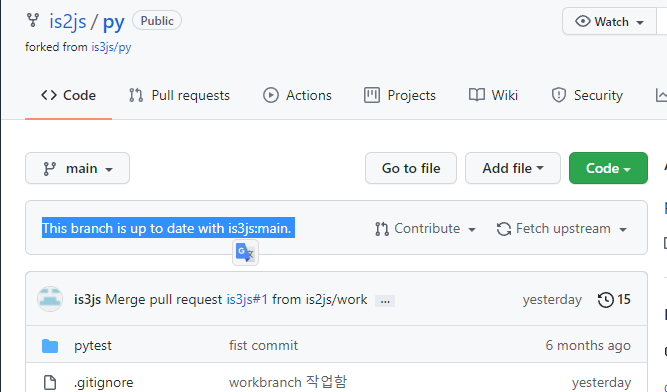 is2js / py Public
Watch
forked from is3js/py
Code Pull requests Actions Projects Wiki Security
main Go to file Add file Code
This branch is up to date with is3js:main. Contribute Fetch upstream
is3js Merge pull request is3js#1 from is2js/work ... yesterday 15
pytest fist commit 6 months ago
.gitignore workbranch 작업함 yesterday